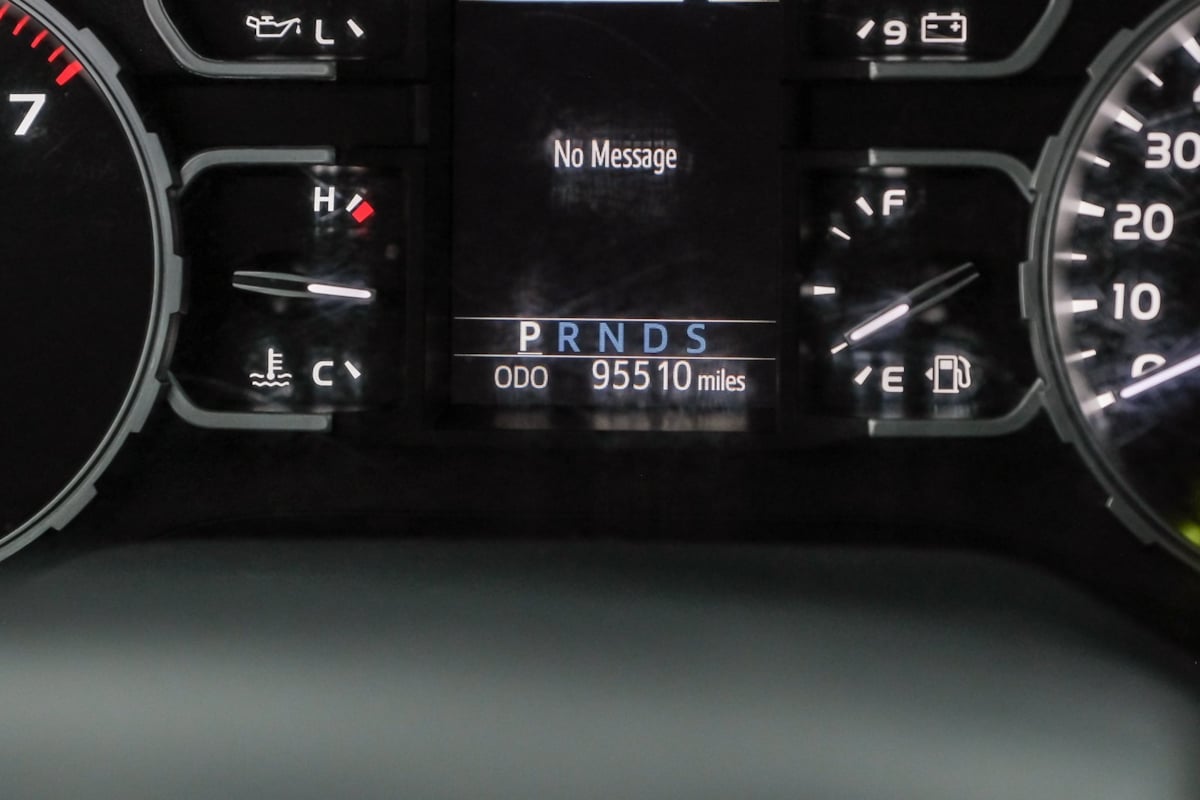 L
9
7
No Message
30
H
F
20
10
P R N D S
C
ODO 95510 miles
E